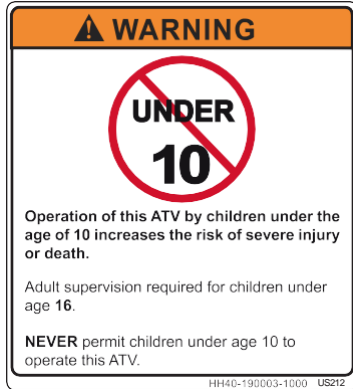 WARNING
UNDER
10
Operation of this ATV by children under the
age of 10 increases the risk of severe injury
or death.
Adult supervision required for children under
age 16.
NEVER permit children under age 10 to
operate this ATV.
HH40-190003-1000 US212